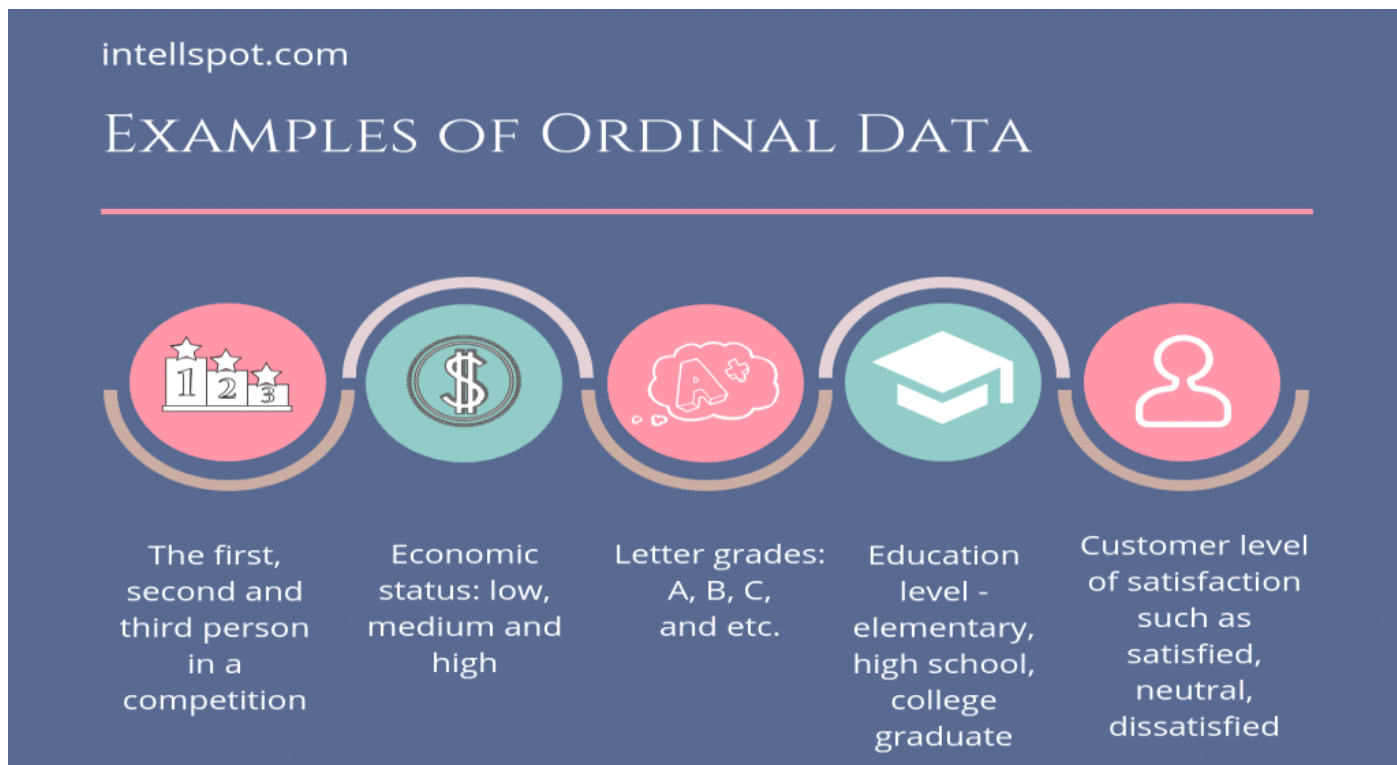 intellspot.com
Examples of Ordinal Data
1 2 3
$
A+
The first,
second and
third person
in a
competition
Economic
status: low,
medium and
high
Letter grades:
A, B, C,
and etc.
Education
level -
elementary,
high school,
college
graduate
Customer level
of satisfaction
such as
satisfied,
neutral,
dissatisfied